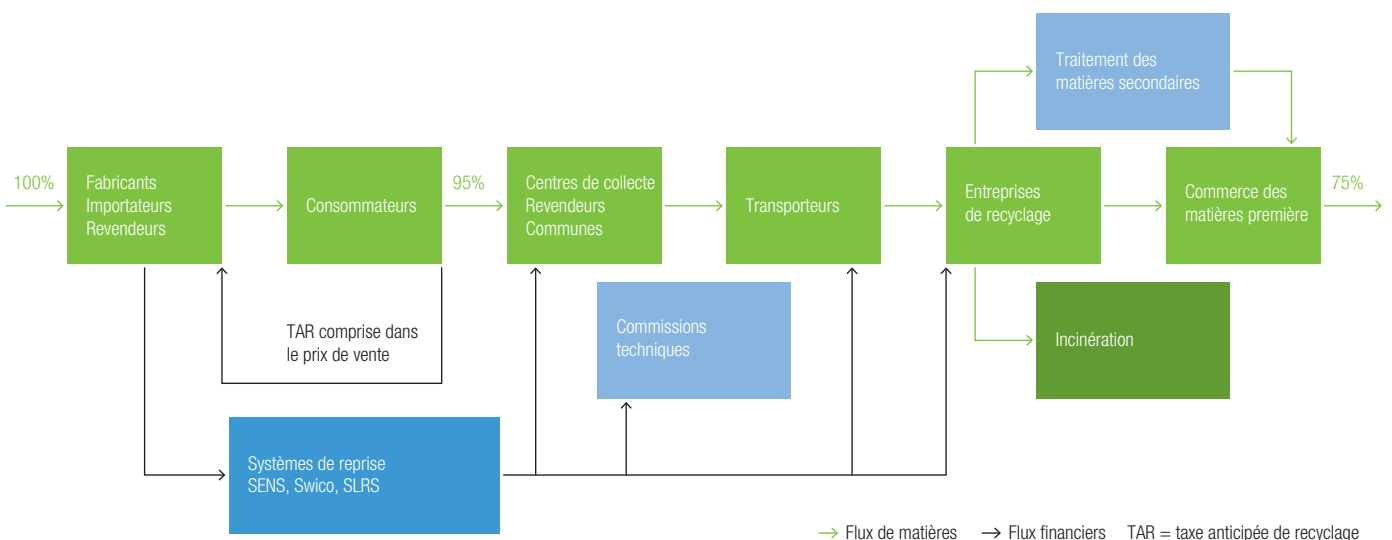 Traitement des
matières secondaires
100%
Fabricants
Importateurs
Revendeurs
Consommateurs
95%
Centres de collecte
Revendeurs
Communes
Transporteurs
Entreprises
de recyclage
Commerce des
matières première
75%
TAR comprise dans
le prix de vente
Commissions
techniques
Incinération
Systèmes de reprise
SENS, Swico, SLRS
Flux de matières
Flux financiers
TAR = taxe anticipée de recyclage